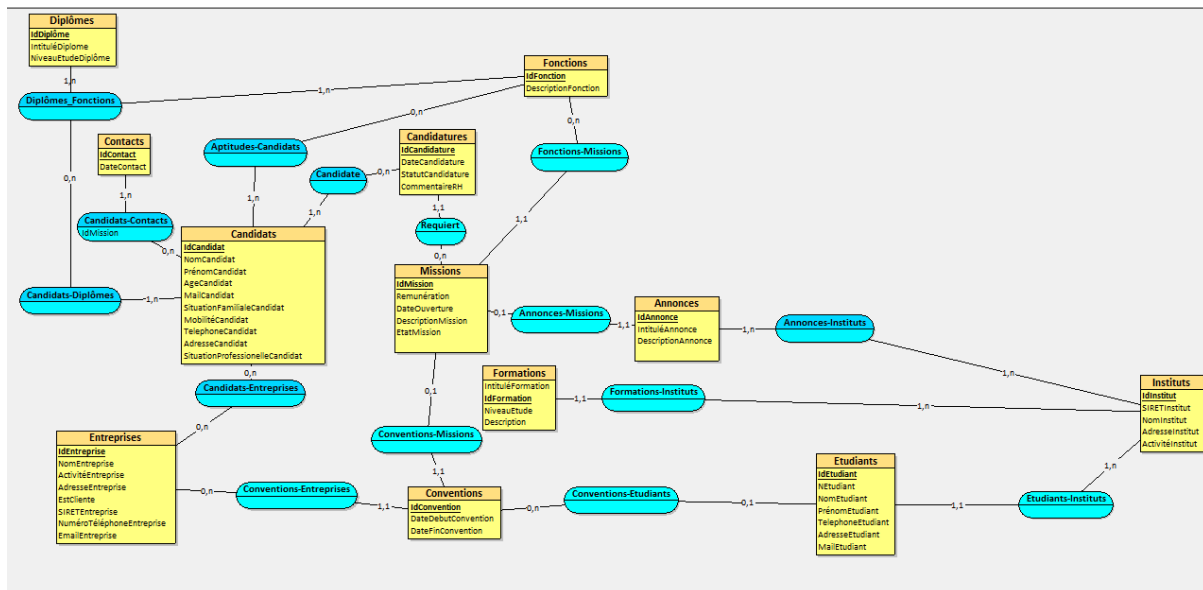 Diplômes
IdDiplôme
IntituléDiplome
NiveauEtudeDiplôme
1,n
Diplômes_Fonctions
1,n
Fonctions
IdFonction
DescriptionFonction
0,n
0,n
Contacts
IdContact
DateContact
Aptitudes-Candidats
Candidatures
IdCandidature
DateCandidature
StatutCandidature
CommentaireRH
Fonctions-Missions
Candidate
0,n
0,n
1,n
1,n
1,n
1,1
1,1
Candidats-Contacts
IdMission
0,n
Requiert
0,n
Candidats
IdCandidat
NomCandidat
PrénomCandidat
AgeCandidat
MailCandidat
SituationFamilialeCandidat
MobilitéCandidat
TelephoneCandidat
AdresseCandidat
SituationProfessionelleCandidat
Missions
IdMission
Remunération
DateOuverture
DescriptionMission
EtatMission
Candidats-Diplômes
1,n
0,1
Annonces-Missions
1,1
Annonces
IdAnnonce
IntituléAnnonce
DescriptionAnnonce
1,n
Annonces-Instituts
1,n
0,n
Candidats-Entreprises
0,n
0,1
Formations
IntituléFormation
IdFormation
NiveauEtude
Description
1,1
Formations-Instituts
1,n
Instituts
IdInstitut
SIRETInstitut
NomInstitut
AdresseInstitut
ActivitéInstitut
Entreprises
IdEntreprise
NomEntreprise
ActivitéEntreprise
AdresseEntreprise
EstCliente
SIRETEntreprise
NuméroTéléphoneEntreprise
EmailEntreprise
Conventions-Missions
1,1
0,n
Conventions-Entreprises
1,1
Conventions
IdConvention
DateDebutConvention
DateFinConvention
0,n
Conventions-Etudiants
0,1
Etudiants
IdEtudiant
NEtudiant
NomEtudiant
PrénomEtudiant
TelephoneEtudiant
AdresseEtudiant
MailEtudiant
1,1
Etudiants-Instituts
1,n